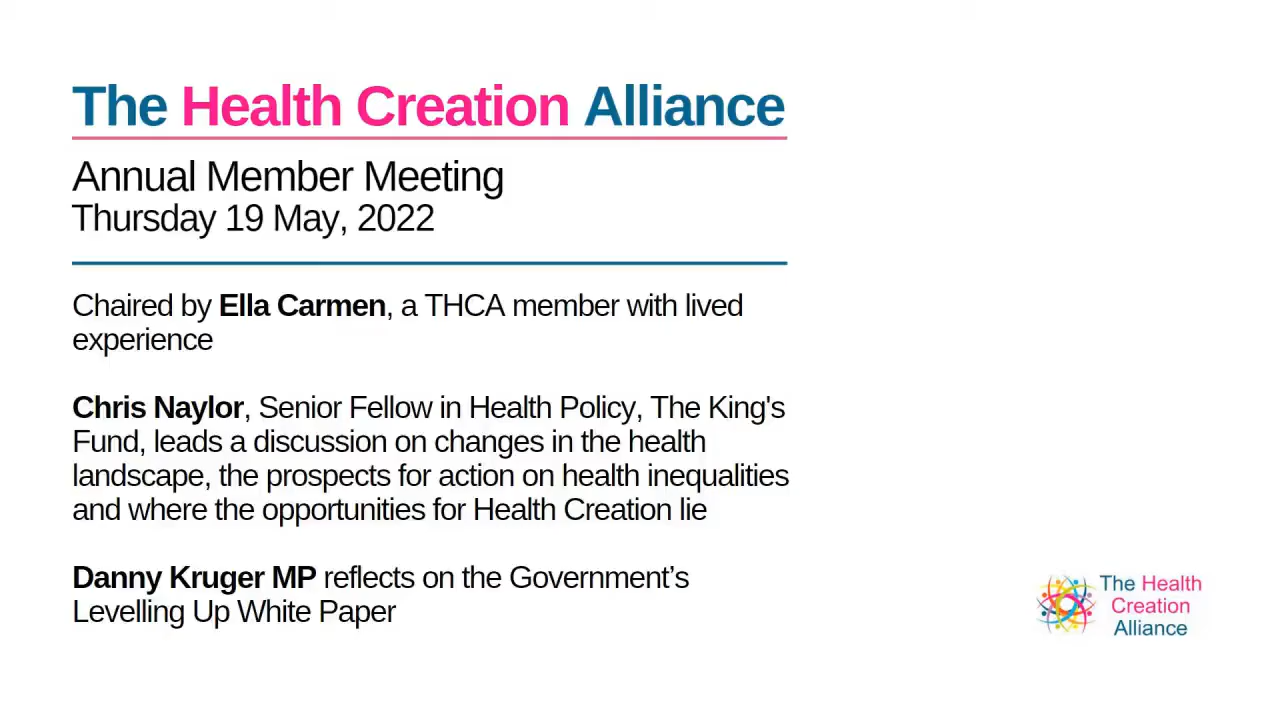 The Health Creation Alliance
Annual Member Meeting
Thursday 19 May, 2022
Chaired by Ella Carmen, a THCA member with lived
experience
Chris Naylor, Senior Fellow in Health Policy, The King's
Fund, leads a discussion on changes in the health
landscape, the prospects for action on health inequalities
and where the opportunities for Health Creation lie
Danny Kruger MP reflects on the Government’s
Levelling Up White Paper
The Health
Creation
Alliance